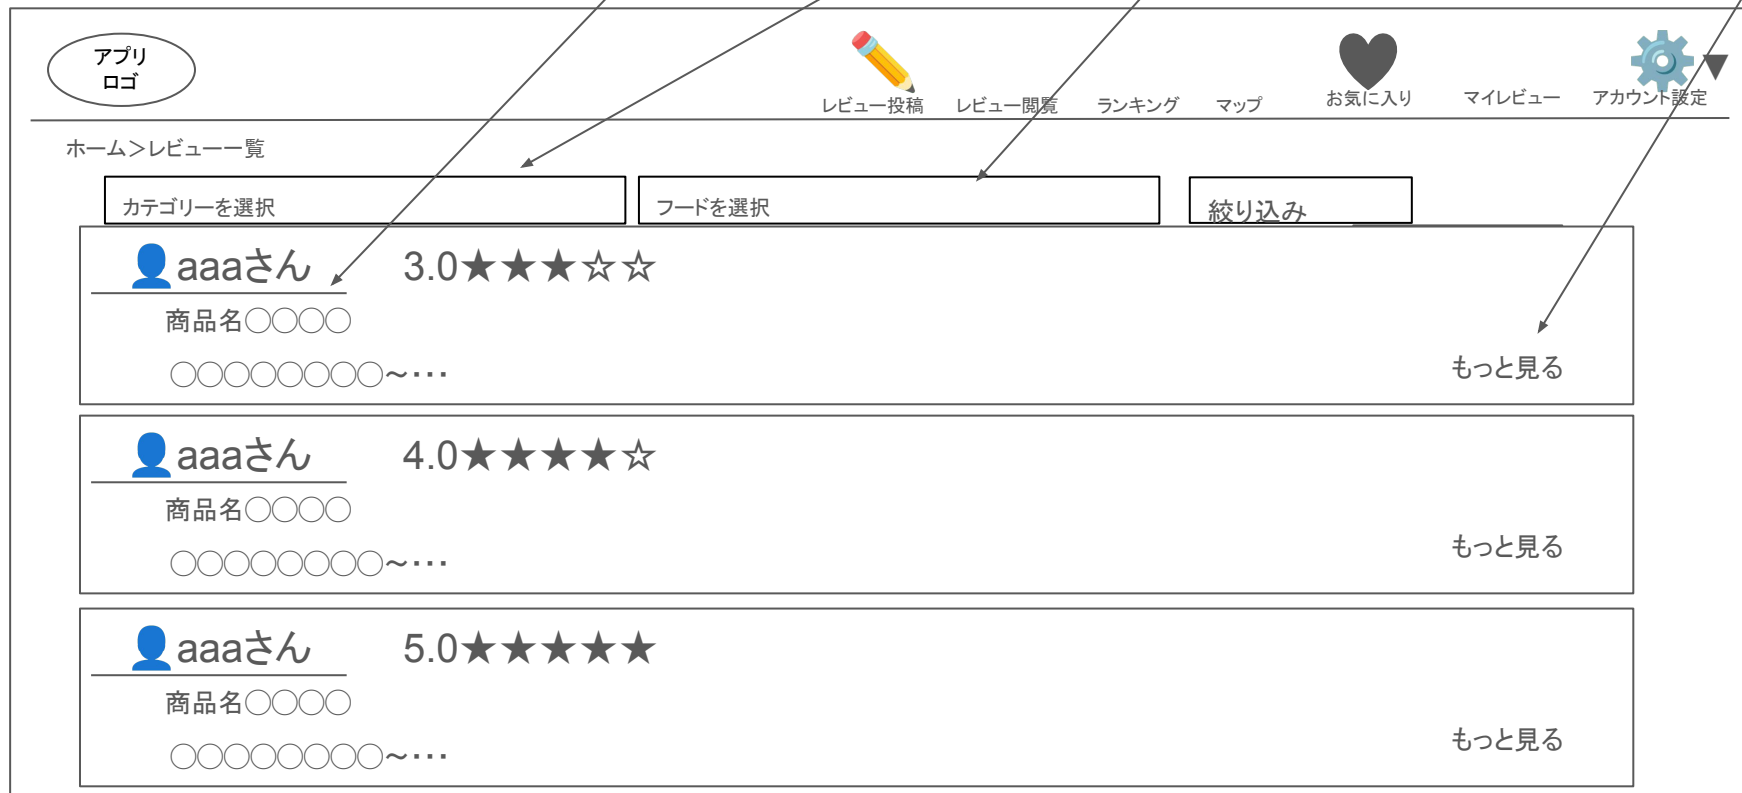 アプリ
ロゴ
レビュー投稿 レビュー閲覧 ランキング マップ お気に入り マイレビュー アカウント設定
ホーム>レビュー一覧
カテゴリーを選択 フードを選択 絞り込み
aaaさん 3.0★★★☆☆
商品名〇〇〇〇
〇〇〇〇〇〇〇〇~･･･ もっと見る
aaaさん 4.0★★★★☆
商品名〇〇〇〇
〇〇〇〇〇〇〇〇~･･･ もっと見る
aaaさん 5.0★★★★★
商品名〇〇〇〇
〇〇〇〇〇〇〇〇~･･･ もっと見る